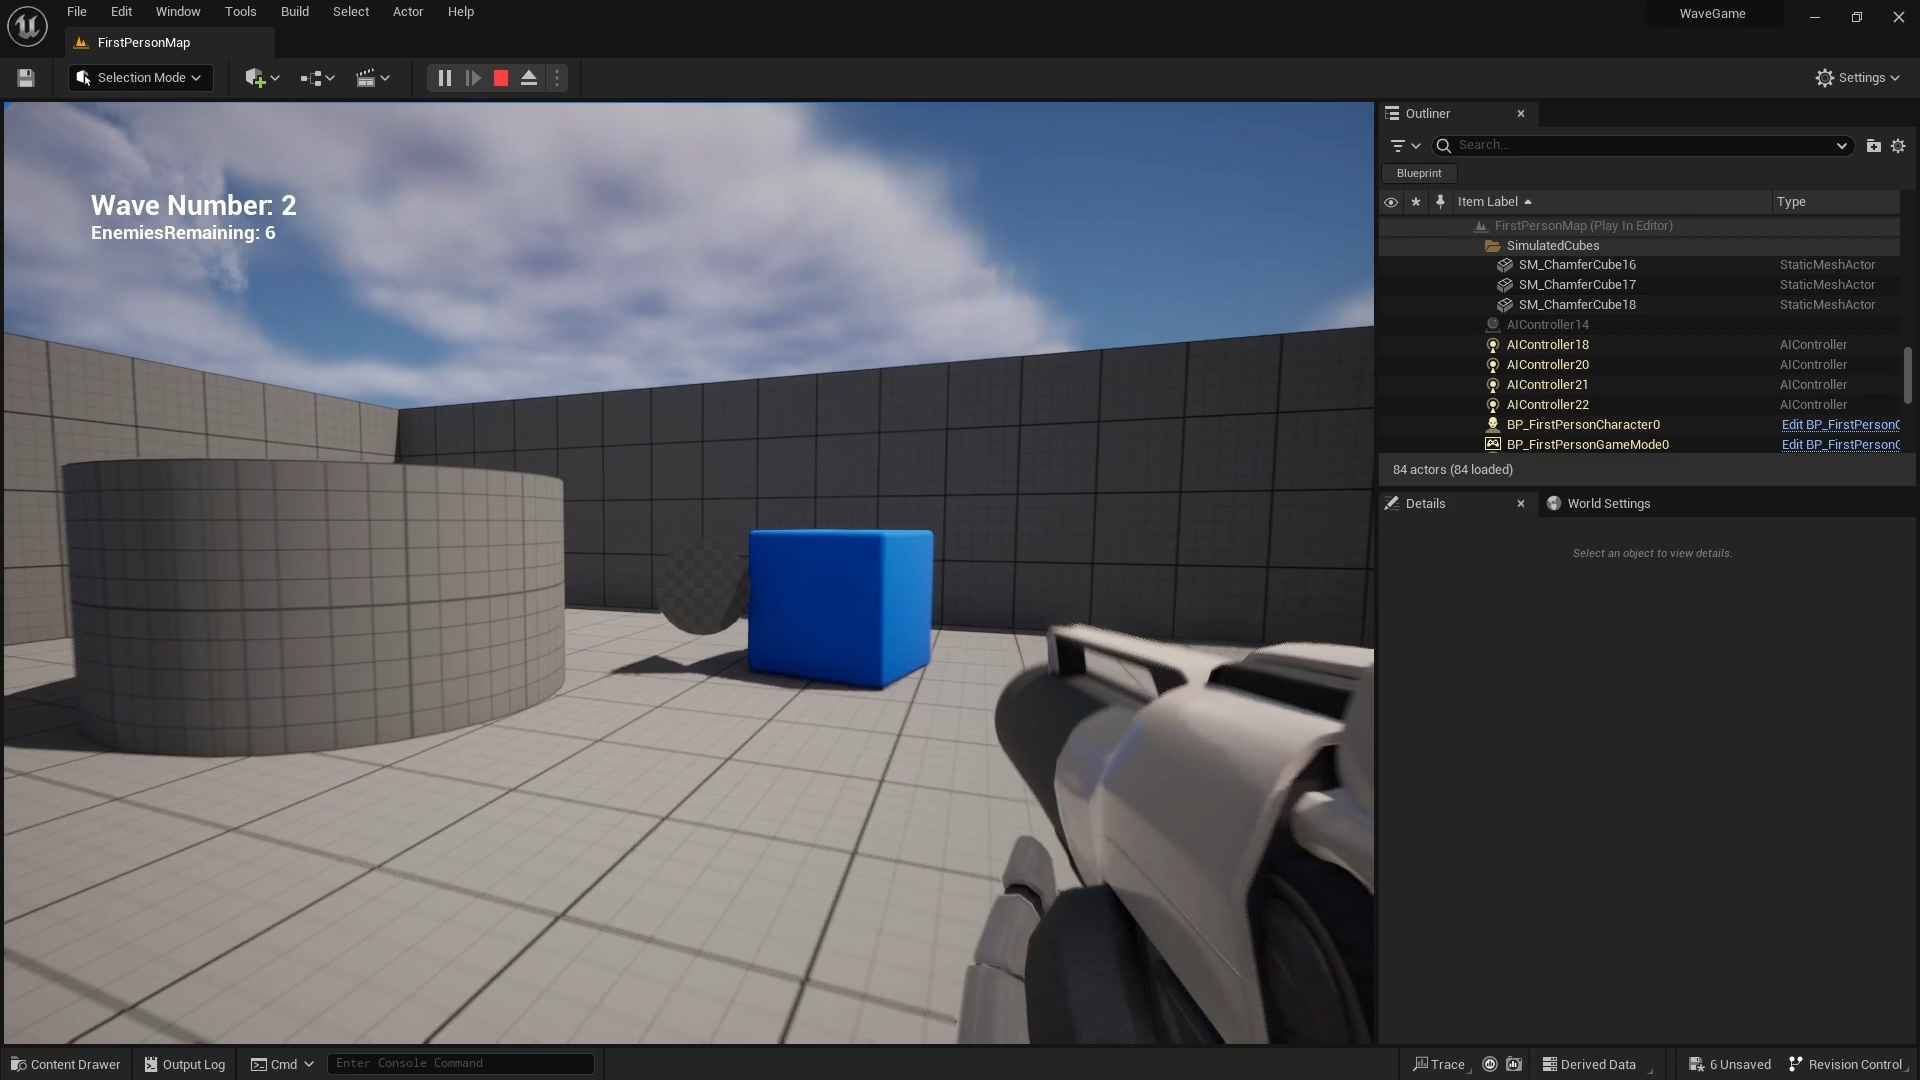 File Edit Window Tools Build Select Actor Help
WaveGame
FirstPersonMap
Selection Mode
Settings
Wave Number: 2
EnemiesRemaining: 6
Outliner
Search...
Blueprint
Item Label Type
FirstPersonMap (Play In Editor)
SimulatedCubes
SM_ChamferCube16 StaticMeshActor
SM_ChamferCube17 StaticMeshActor
SM_ChamferCube18 StaticMeshActor
AIController14
AIController18 AIController
AIController20 AIController
AIController21 AIController
AIController22 AIController
BP_FirstPersonCharacter0 Edit BP_FirstPersonC
BP_FirstPersonGameMode0 Edit BP_FirstPersonG
84 actors (84 loaded)
Details World Settings
Select an object to view details.
Content Drawer Output Log Cmd Enter Console Command Trace Derived Data 6 Unsaved Revision Control